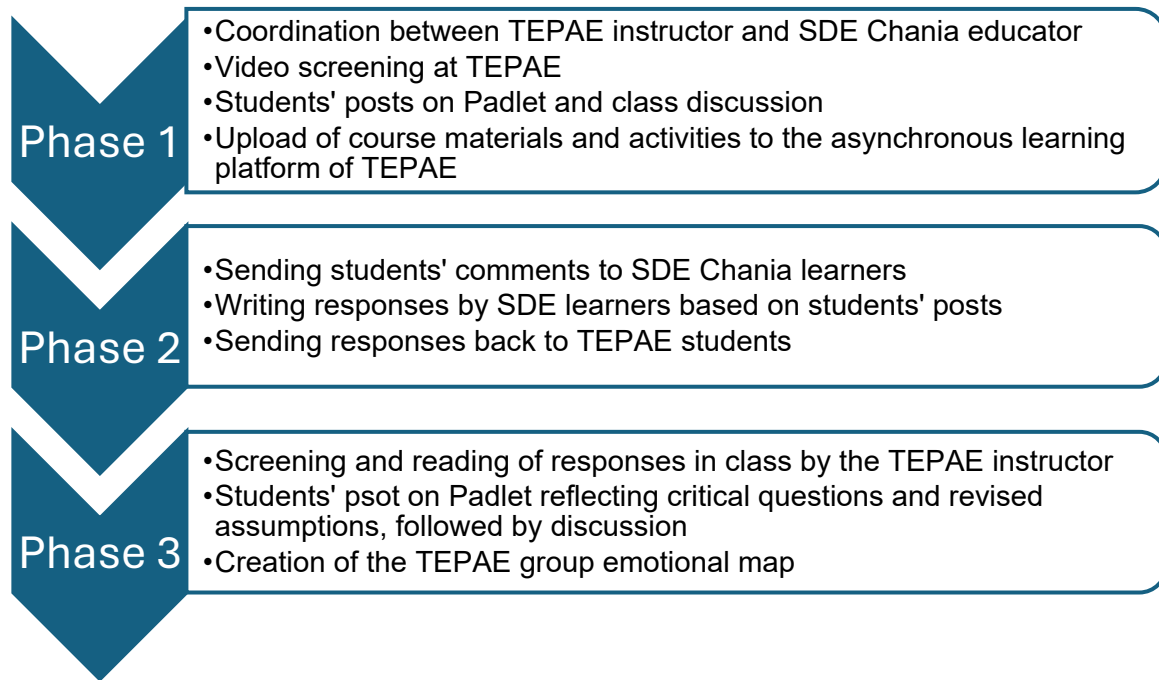 Phase 1
•Coordination between TEPAE instructor and SDE Chania educator
•Video screening at TEPAE
•Students' posts on Padlet and class discussion
•Upload of course materials and activities to the asynchronous learning
platform of TEPAE
Phase 2
•Sending students' comments to SDE Chania learners
•Writing responses by SDE learners based on students' posts
•Sending responses back to TEPAE students
Phase 3
•Screening and reading of responses in class by the TEPAE instructor
•Students' psot on Padlet reflecting critical questions and revised
assumptions, followed by discussion
•Creation of the TEPAE group emotional map